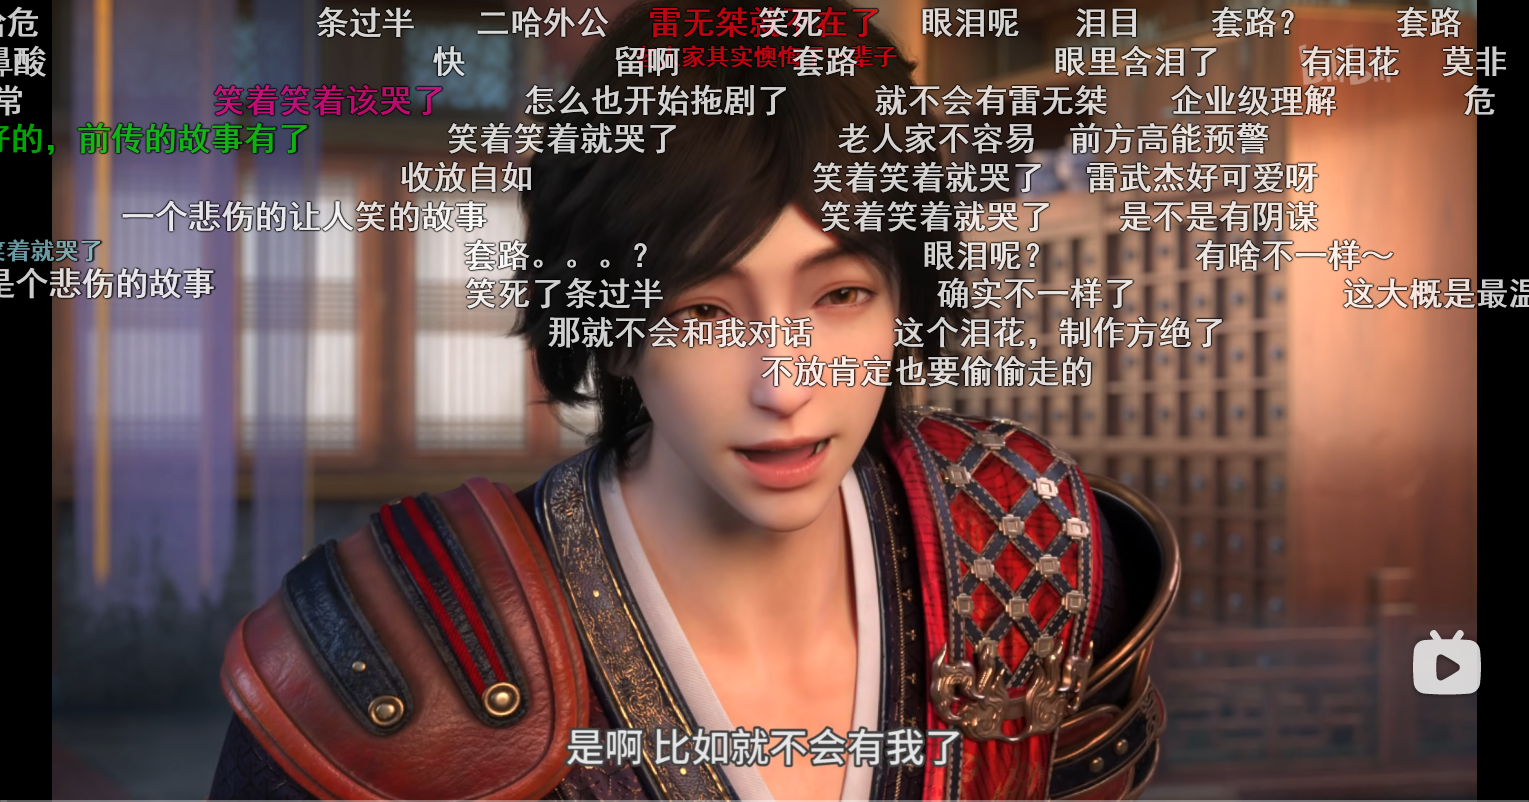 危 条过半 二哈外公 笑死 眼泪呢 泪目 套路？ 套路
鼻酸 快 留啊 套路 眼里含泪了 有泪花 莫非
常 笑着笑着该哭了 怎么也开始拖剧了 就不会有雷无桀 企业级理解 危
好的，前传的故事有了 笑着笑着就哭了 老人家不容易 前方高能预警
收放自如 笑着笑着就哭了 雷武杰好可爱呀
一个悲伤的让人笑的故事 笑着笑着就哭了 是不是有阴谋
笑着就哭了 套路。。。？ 眼泪呢？ 有啥不一样～
是个悲伤的故事 笑死了条过半 确实不一样了 这大概是最温
那就不会和我对话 这个泪花，制作方绝了
不放肯定也要偷偷走的
是啊 比如就不会有我了